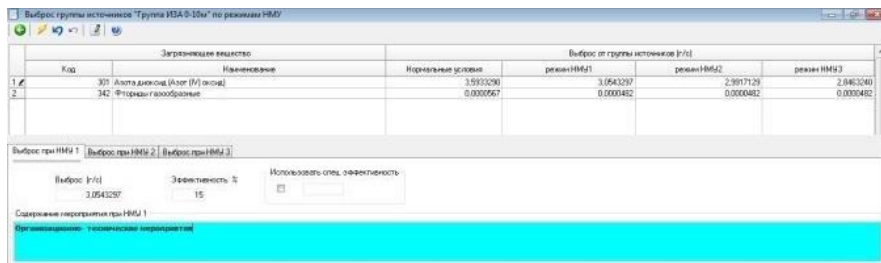 Выброс группы источников "Группа ИЗА 0-10м" по режимам НМУ
Загрязняющее вещество
Выброс от группы источников (г/с)
Код
Наименование
Нормальные условия
режим НМУ1
режим НМУ2
режим НМУ3
1 301 Азота диоксид (Азот (IV) оксид) 3,5933290 3,0543297 2,9817129 2,8463240
2 342 Фториды газообразные 0,0000567 0,0000482 0,0000482 0,0000482
Выброс при НМУ 1 Выброс при НМУ 2 Выброс при НМУ 3
Выброс (г/с) Эффективность % Использовать спец. эффективность
3,0543297 15
Содержание мероприятия при НМУ 1
Организационно- технические мероприятия